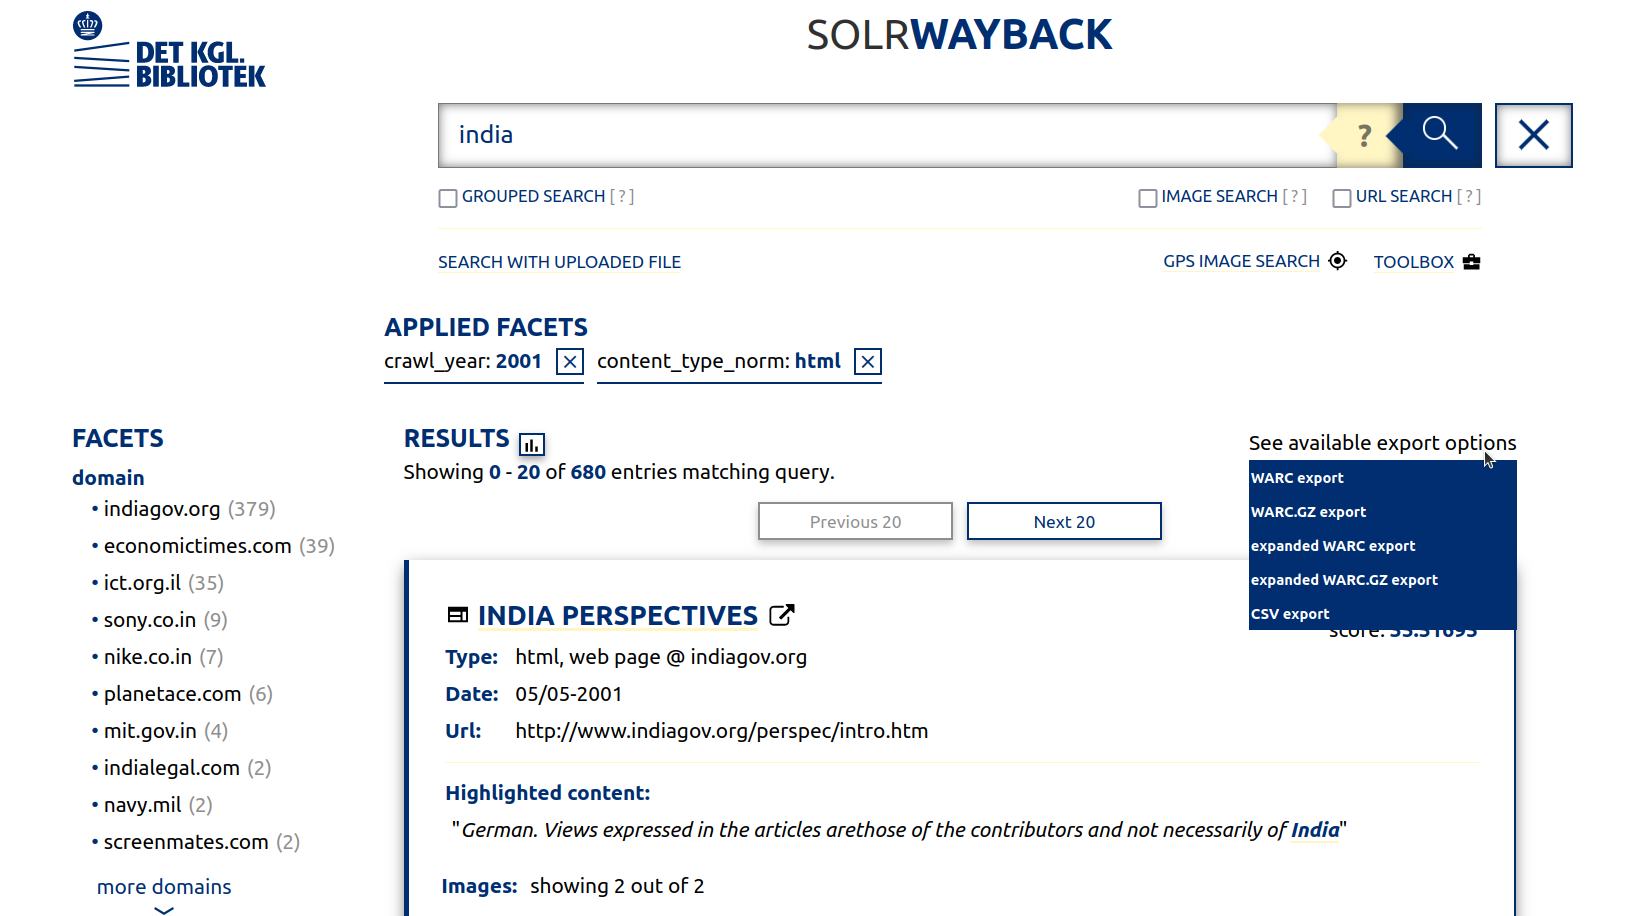 DET KGL.
BIBLIOTEK
SOLRWAYBACK
india
?
GROUPED SEARCH [ ? ]
IMAGE SEARCH [ ? ]
URL SEARCH [ ? ]
SEARCH WITH UPLOADED FILE
GPS IMAGE SEARCH
TOOLBOX
APPLIED FACETS
crawl_year: 2001
content_type_norm: html
FACETS
domain
• indiagov.org (379)
• economictimes.com (39)
• ict.org.il (35)
• sony.co.in (9)
• nike.co.in (7)
• planetace.com (6)
• mit.gov.in (4)
• indialegal.com (2)
• navy.mil (2)
• screenmates.com (2)
more domains
RESULTS
Showing 0 - 20 of 680 entries matching query.
See available export options
WARC export
WARC.GZ export
expanded WARC export
expanded WARC.GZ export
CSV export
Previous 20
Next 20
INDIA PERSPECTIVES
score:
Type: html, web page @ indiagov.org
Date: 05/05-2001
Url: http://www.indiagov.org/perspec/intro.htm
Highlighted content:
"German. Views expressed in the articles arethose of the contributors and not necessarily of India"
Images: showing 2 out of 2